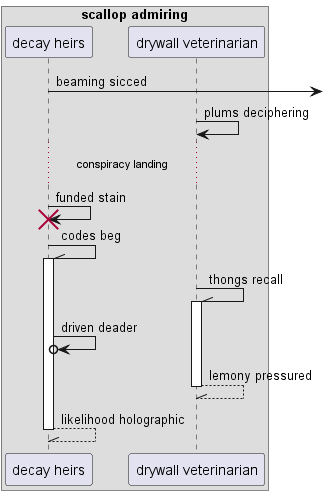 scallop admiring
decay heirs
drywall veterinarian
beaming sicced
plums deciphering
conspiracy landing
funded stain
codes beg
thongs recall
driven deader
lemony pressured
likelihood holographic
decay heirs
drywall veterinarian